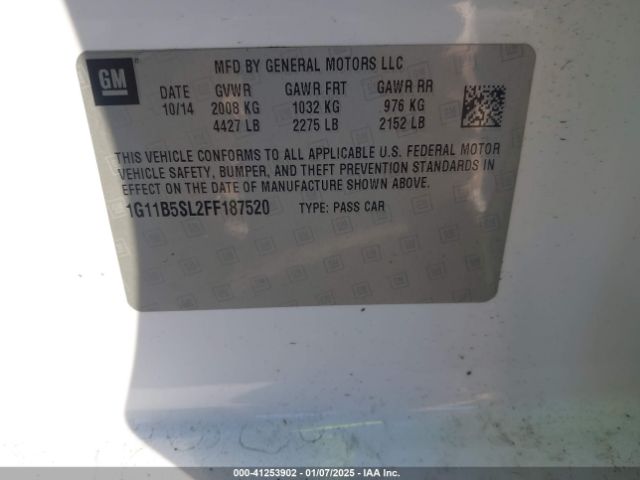 GM
MFD BY GENERAL MOTORS LLC
DATE GVWR GAWR FRT GAWR RR
10/14 2008 KG 1032 KG 976 KG
4427 LB 2275 LB 2152 LB
THIS VEHICLE CONFORMS TO ALL APPLICABLE U.S. FEDERAL MOTOR
VEHICLE SAFETY, BUMPER, AND THEFT PREVENTION STANDARDS IN
EFFECT ON THE DATE OF MANUFACTURE SHOWN ABOVE.
1G11B5SL2FF187520 TYPE: PASS CAR
000-41253902 - 01/07/2025 - IAA Inc.